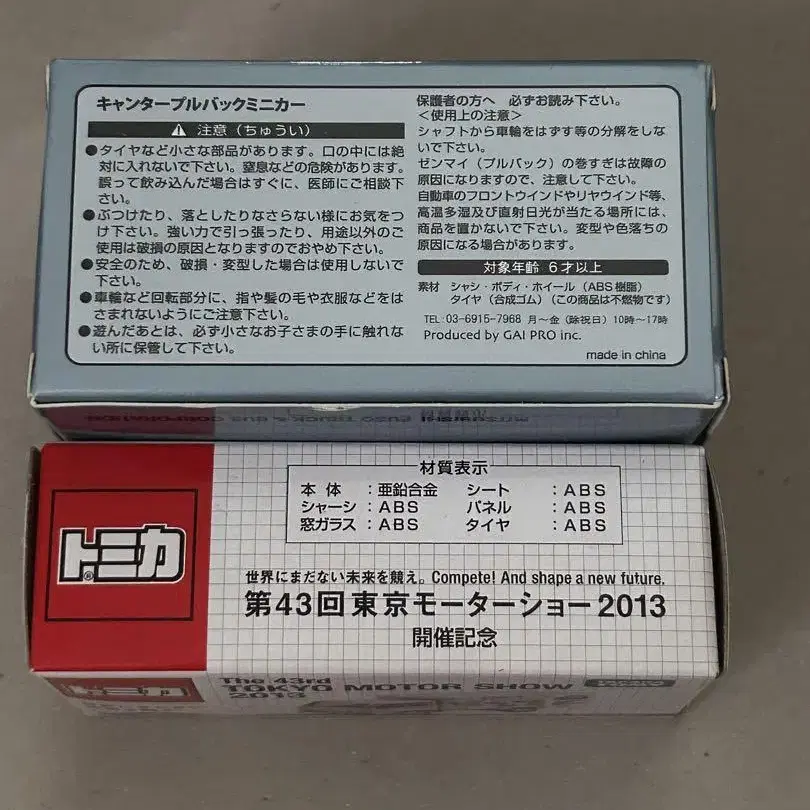 キャンタープルバックミニカー
⚠ 注意(ちゅうい)
●タイヤなど小さな部品があります。口の中には絶
対に入れないで下さい。窒息などの危険があります。
誤って飲み込んだ場合はすぐに、医師にご相談下
さい。
●ぶつけたり、落としたりなさらない様にお気をつ
け下さい。強い力で引っ張ったり、用途以外のご
使用は破損の原因となりますのでおやめ下さい。
●安全のため、破損・変型した場合は使用しないで
下さい。
●車輪など回転部分に、指や髪の毛や衣服などをは
さまれないようにご注意下さい。
●遊んだあとは、必ず小さなお子さまの手に触れな
い所に保管して下さい。
保護者の方へ 必ずお読み下さい。
<使用上の注意>
シャフトから車輪をはずす等の分解をしな
いで下さい。
ゼンマイ(プルバック)の巻すぎは故障の
原因になりますので、注意して下さい。
自動車のフロントウインドやリヤウインド等、
高温多湿及び直射日光が当たる場所には、
商品を置かないで下さい。変型や色落ちの
原因になる場合があります。
対象年齢 6才以上
素材 シャシ・ボディ・ホイール(ABS樹脂)
タイヤ(合成ゴム)(この商品は不燃物です)
TEL:03-6915-7968 月~金(除祝日)10時~17時
Produced by GAI PRO inc.
made in china
MITSUBISHI FUSO TRUCK & BUS CORPORATION
材質表示
本体:亜鉛合金 シート:ABS
シャーシ:ABS パネル:ABS
窓ガラス:ABS タイヤ:ABS
トミカ®
世界にまだない未来を競え。Compete! And shape a new future.
第43回東京モーターショー2013
開催記念
The 43rd
TOKYO MOTOR SHOW
2013
トミカ